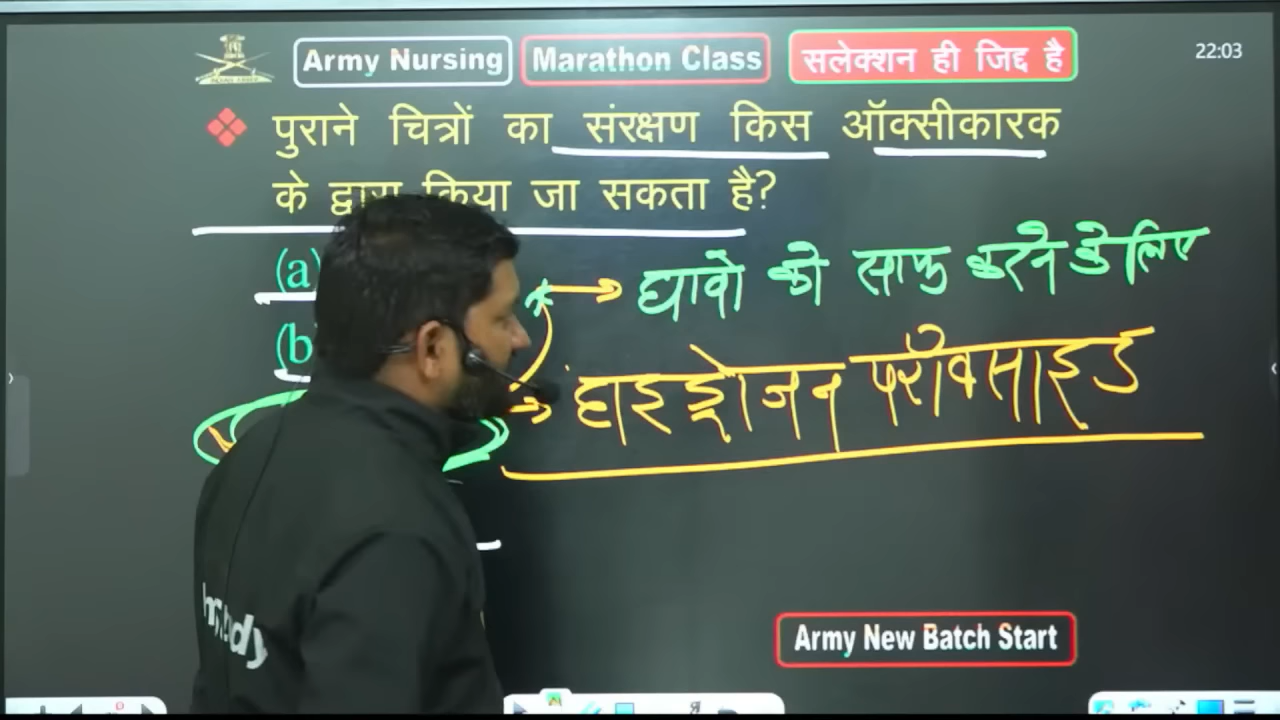 Army Nursing Marathon Class सलेक्शन ही जिद्द है 22:03
पुराने चित्रों का संरक्षण किस ऑक्सीकारक
के द्वारा किया जा सकता है?
(a)
घावो को साफ करने के लिए
(b)
हाइड्रोजन परॉक्साइड
Army New Batch Start